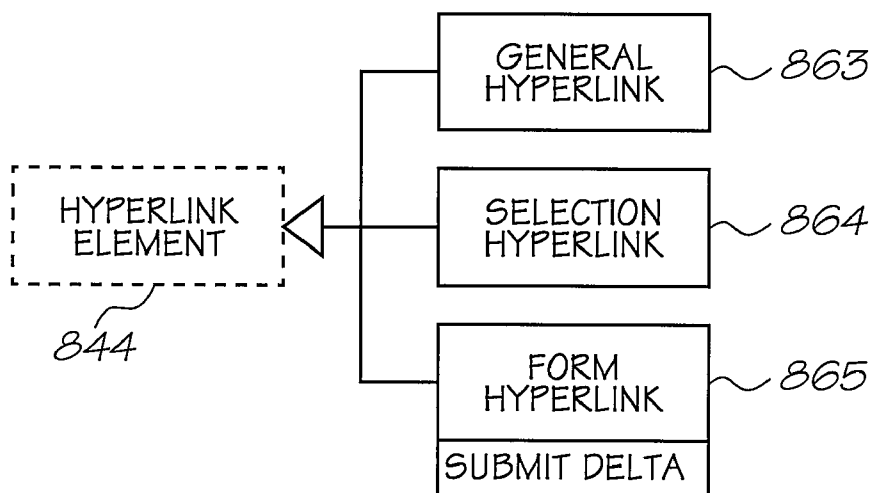 GENERAL
HYPERLINK
863
HYPERLINK
ELEMENT
844
SELECTION
HYPERLINK
864
FORM
HYPERLINK
865
SUBMIT DELTA